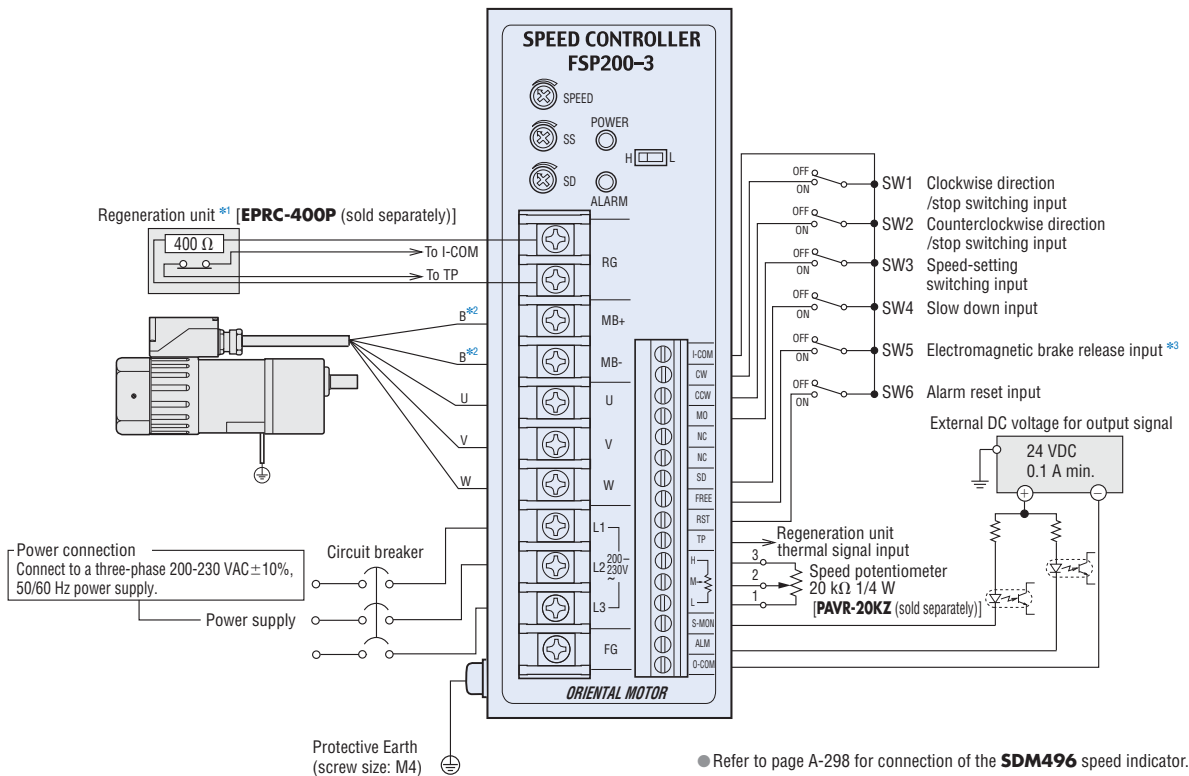 SPEED CONTROLLER
FSP200–3
SPEED
SS
POWER
H
L
SD
ALARM
Regeneration unit *1 [EPRC-400P (sold separately)]
400 Ω
To I-COM
To TP
RG
B*2
MB+
B*2
MB-
U
U
V
V
W
W
L1
L2
200–
230V
~
L3
FG
Power connection
Connect to a three-phase 200-230 VAC±10%,
50/60 Hz power supply.
Circuit breaker
Power supply
Protective Earth
(screw size: M4)
ORIENTAL MOTOR
I-COM
CW
CCW
MO
NC
NC
SD
FREE
RST
TP
H
M
L
S-MON
ALM
O-COM
OFF
ON
SW1 Clockwise direction
/stop switching input
OFF
ON
SW2 Counterclockwise direction
/stop switching input
OFF
ON
SW3 Speed-setting
switching input
OFF
ON
SW4 Slow down input
OFF
ON
SW5 Electromagnetic brake release input *3
OFF
ON
SW6 Alarm reset input
External DC voltage for output signal
24 VDC
0.1 A min.
+
−
Regeneration unit
thermal signal input
3
2
1
Speed potentiometer
20 kΩ 1/4 W
[PAVR-20KZ (sold separately)]
● Refer to page A-298 for connection of the SDM496 speed indicator.